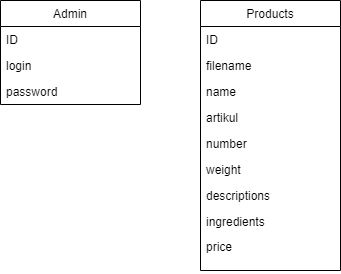 Admin
ID
login
password
Products
ID
filename
name
artikul
number
weight
descriptions
ingredients
price